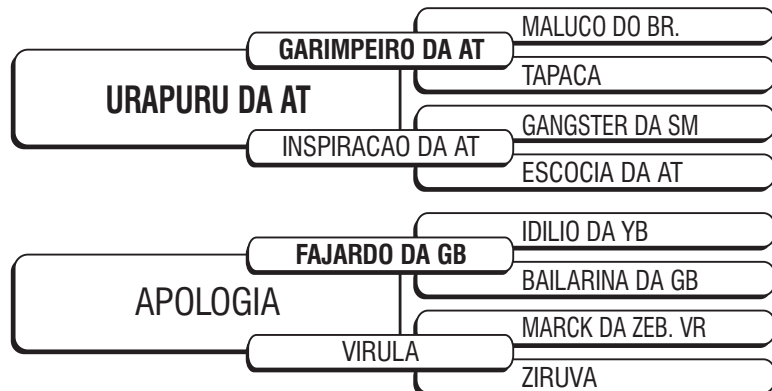 MALUCO DO BR.
GARIMPEIRO DA AT
TAPACA
URAPURU DA AT
GANGSTER DA SM
INSPIRACAO DA AT
ESCOCIA DA AT
IDILIO DA YB
FAJARDO DA GB
BAILARINA DA GB
APOLOGIA
MARCK DA ZEB. VR
VIRULA
ZIRUVA